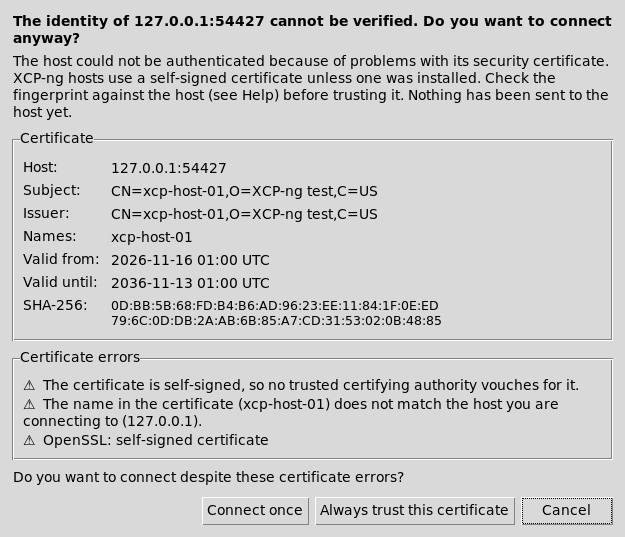 The identity of 127.0.0.1:54427 cannot be verified. Do you want to connect
anyway?
The host could not be authenticated because of problems with its security certificate.
XCP-ng hosts use a self-signed certificate unless one was installed. Check the
fingerprint against the host (see Help) before trusting it. Nothing has been sent to the
host yet.
Certificate
Host: 127.0.0.1:54427
Subject: CN=xcp-host-01,O=XCP-ng test,C=US
Issuer: CN=xcp-host-01,O=XCP-ng test,C=US
Names: xcp-host-01
Valid from: 2026-11-16 01:00 UTC
Valid until: 2036-11-13 01:00 UTC
SHA-256: 0D:BB:5B:68:FD:B4:B6:AD:96:23:EE:11:84:1F:0E:ED
79:6C:0D:DB:2A:AB:6B:85:A7:CD:31:53:02:0B:48:85
Certificate errors
⚠ The certificate is self-signed, so no trusted certifying authority vouches for it.
⚠ The name in the certificate (xcp-host-01) does not match the host you are
connecting to (127.0.0.1).
⚠ OpenSSL: self-signed certificate
Do you want to connect despite these certificate errors?
Connect once Always trust this certificate Cancel